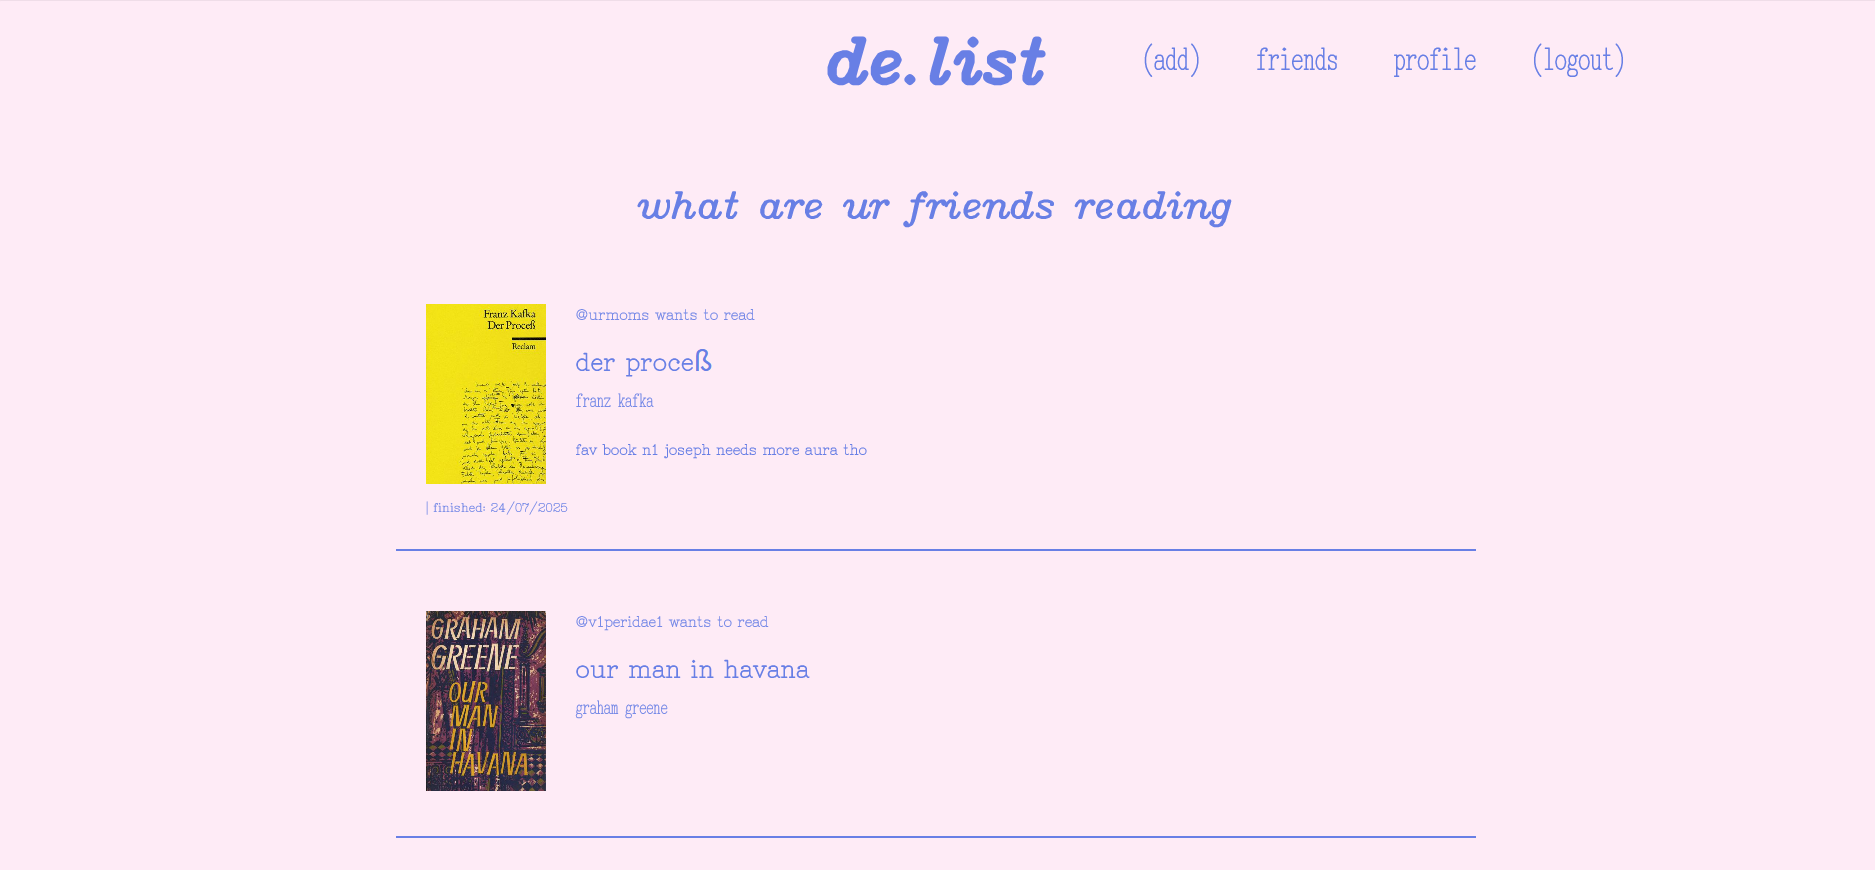 de.list
(add) friends profile (logout)
what are ur friends reading
Franz Kafka
Der Proceß
Reclam
@urmoms wants to read
der proceß
franz kafka
fav book n1 joseph needs more aura tho
| finished: 24/07/2025
GRAHAM
GREENE
OUR
MAN
IN
HAVANA
@v1peridae1 wants to read
our man in havana
graham greene